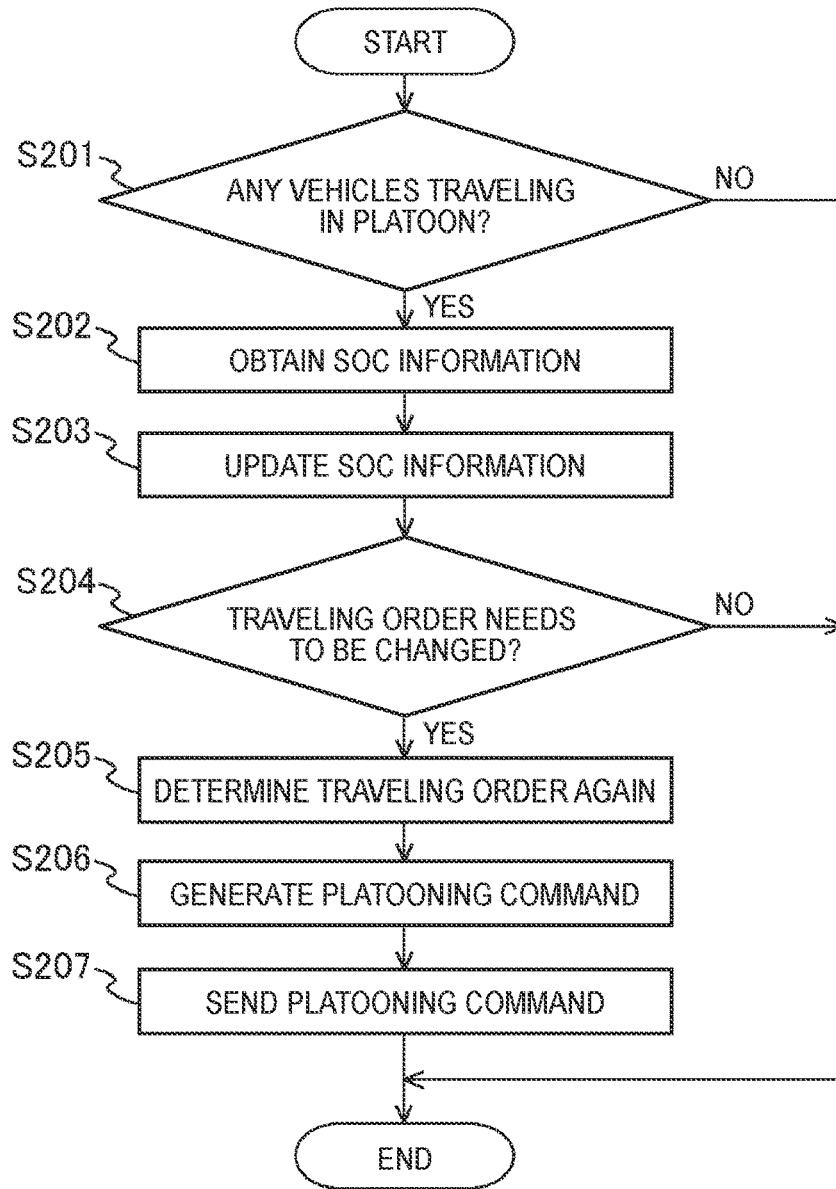 START
S201
ANY VEHICLES TRAVELING
IN PLATOON?
NO
YES
S202
OBTAIN SOC INFORMATION
S203
UPDATE SOC INFORMATION
S204
TRAVELING ORDER NEEDS
TO BE CHANGED?
NO
YES
S205
DETERMINE TRAVELING ORDER AGAIN
S206
GENERATE PLATOONING COMMAND
S207
SEND PLATOONING COMMAND
END